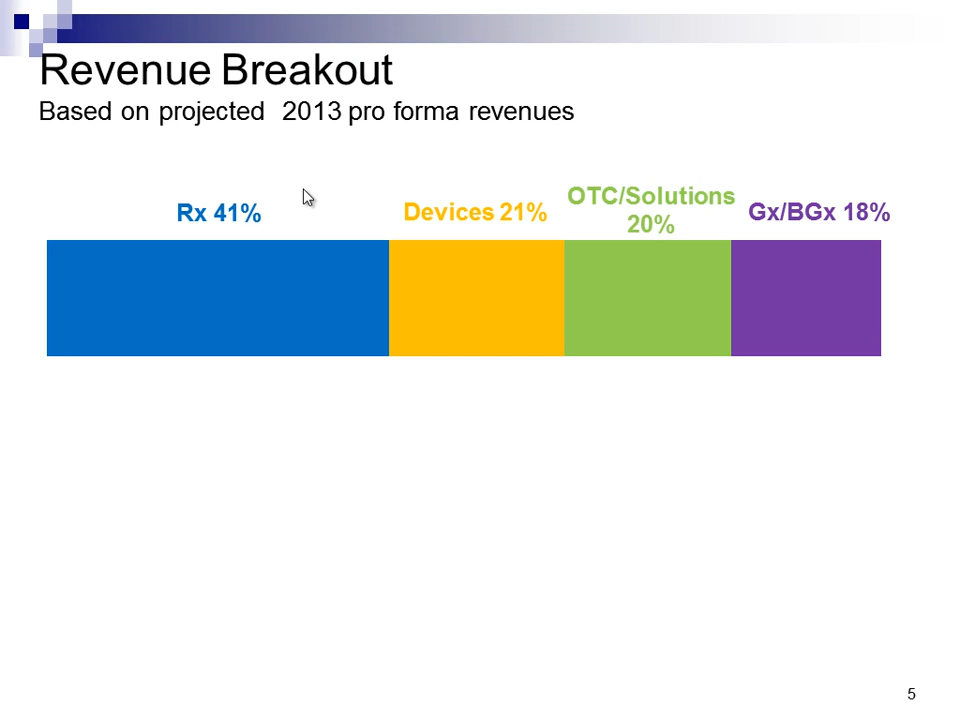 Revenue Breakout
Based on projected 2013 pro forma revenues
Rx 41%
Devices 21%
OTC/Solutions
20%
Gx/BGx 18%
5